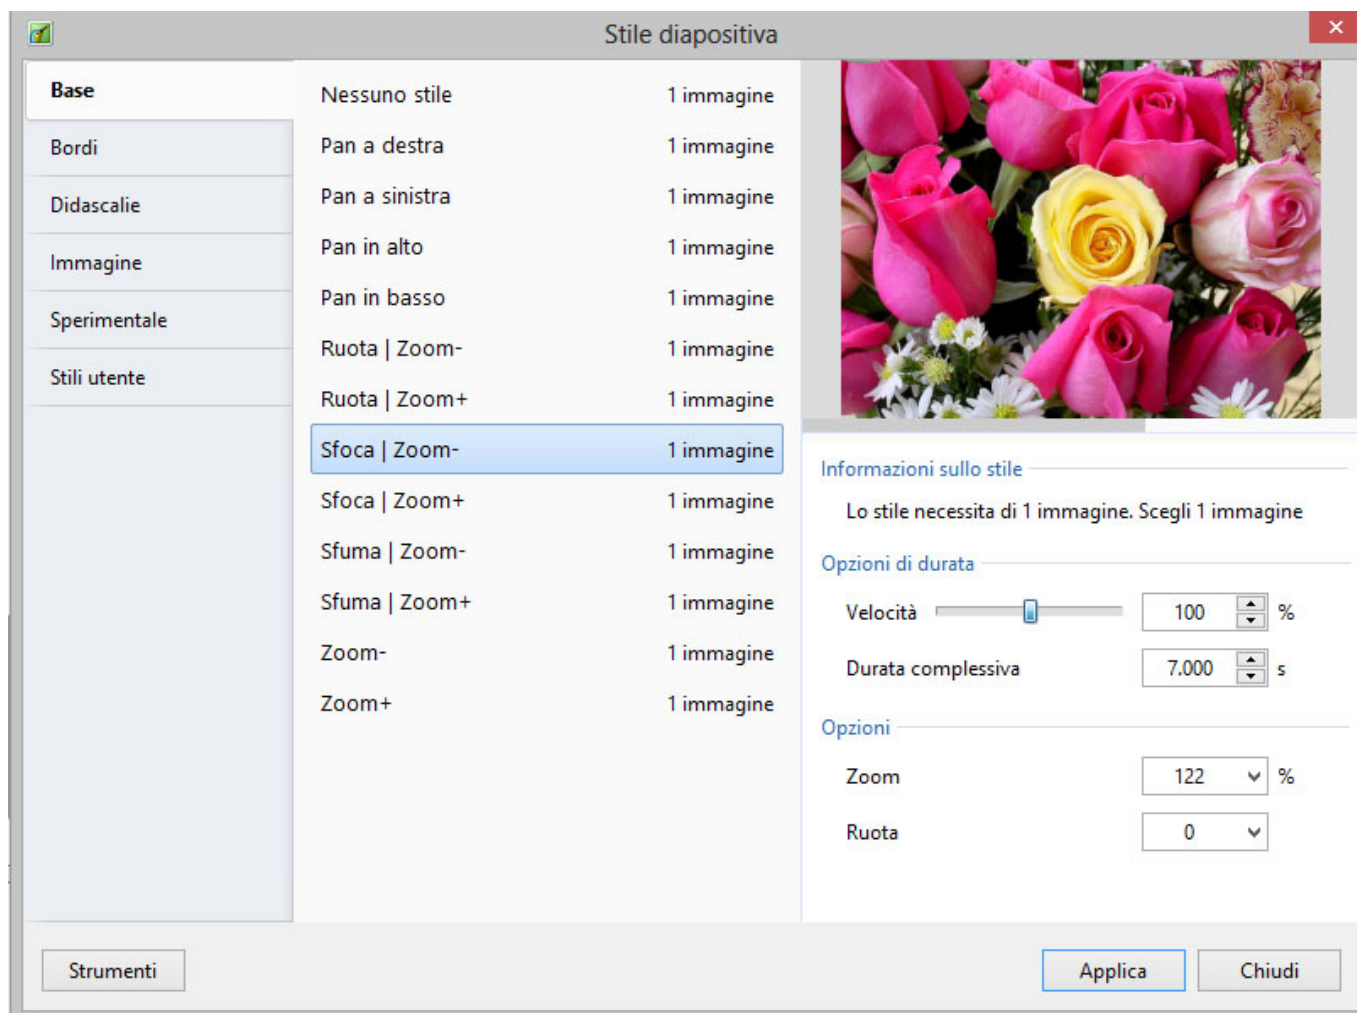 Stile diapositiva
Base
Bordi
Didascalie
Immagine
Sperimentale
Stili utente
Nessuno stile 1 immagine
Pan a destra 1 immagine
Pan a sinistra 1 immagine
Pan in alto 1 immagine
Pan in basso 1 immagine
Ruota | Zoom- 1 immagine
Ruota | Zoom+ 1 immagine
Sfoca | Zoom- 1 immagine
Sfoca | Zoom+ 1 immagine
Sfuma | Zoom- 1 immagine
Sfuma | Zoom+ 1 immagine
Zoom- 1 immagine
Zoom+ 1 immagine
Informazioni sullo stile
Lo stile necessita di 1 immagine. Scegli 1 immagine
Opzioni di durata
Velocità 100 %
Durata complessiva 7.000 s
Opzioni
Zoom 122 %
Ruota 0
Strumenti Applica Chiudi